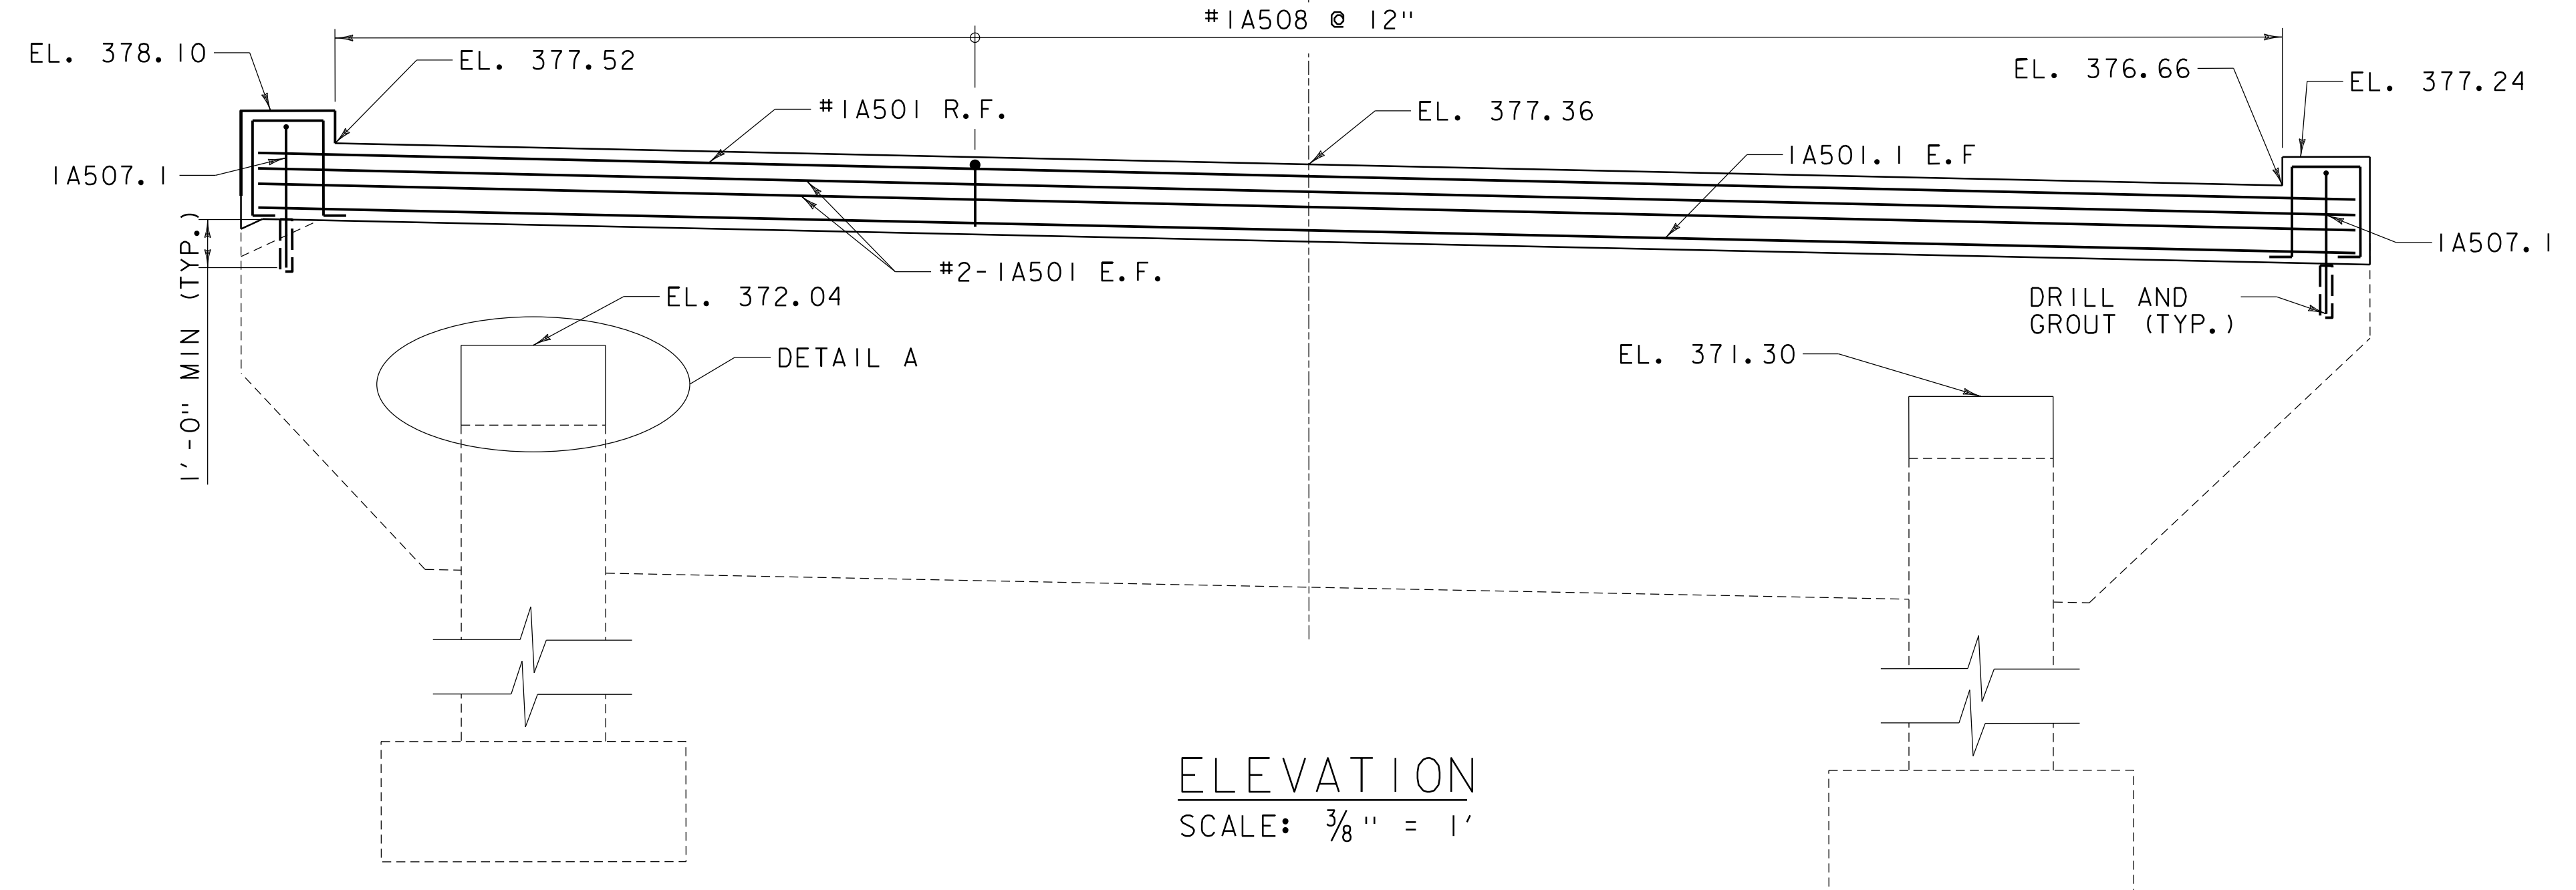 #1A508 @ 12"
EL. 378.10
EL. 377.52
EL. 376.66
EL. 377.24
#1A501 R.F.
EL. 377.36
1A501.1 E.F
1A507.1
1A507.1
#2-1A501 E.F.
1'-0" MIN (TYP.)
EL. 372.04
DRILL AND
GROUT (TYP.)
DETAIL A
EL. 371.30
ELEVATION
SCALE: 3/8" = 1'